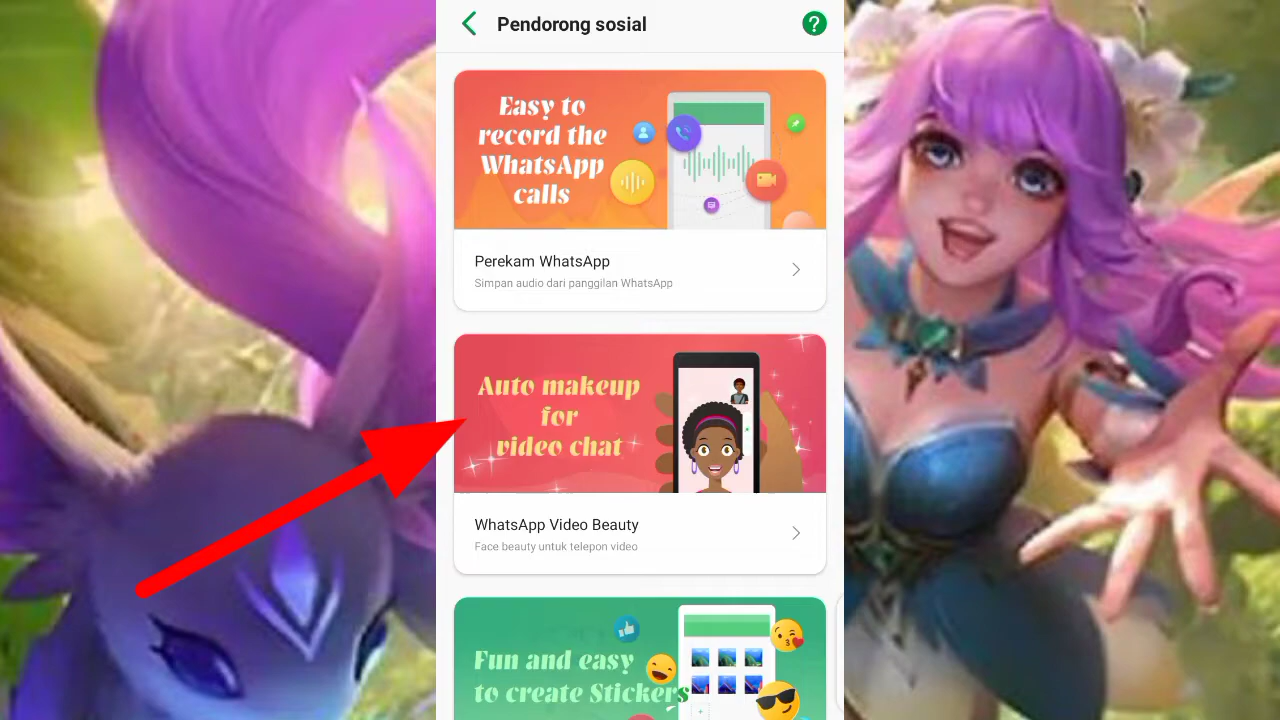 Pendorong sosial
?
Easy to
record the
WhatsApp
calls
Perekam WhatsApp
Simpan audio dari panggilan WhatsApp
Auto makeup
for
video chat
WhatsApp Video Beauty
Face beauty untuk telepon video
Fun and easy
to create Stickers